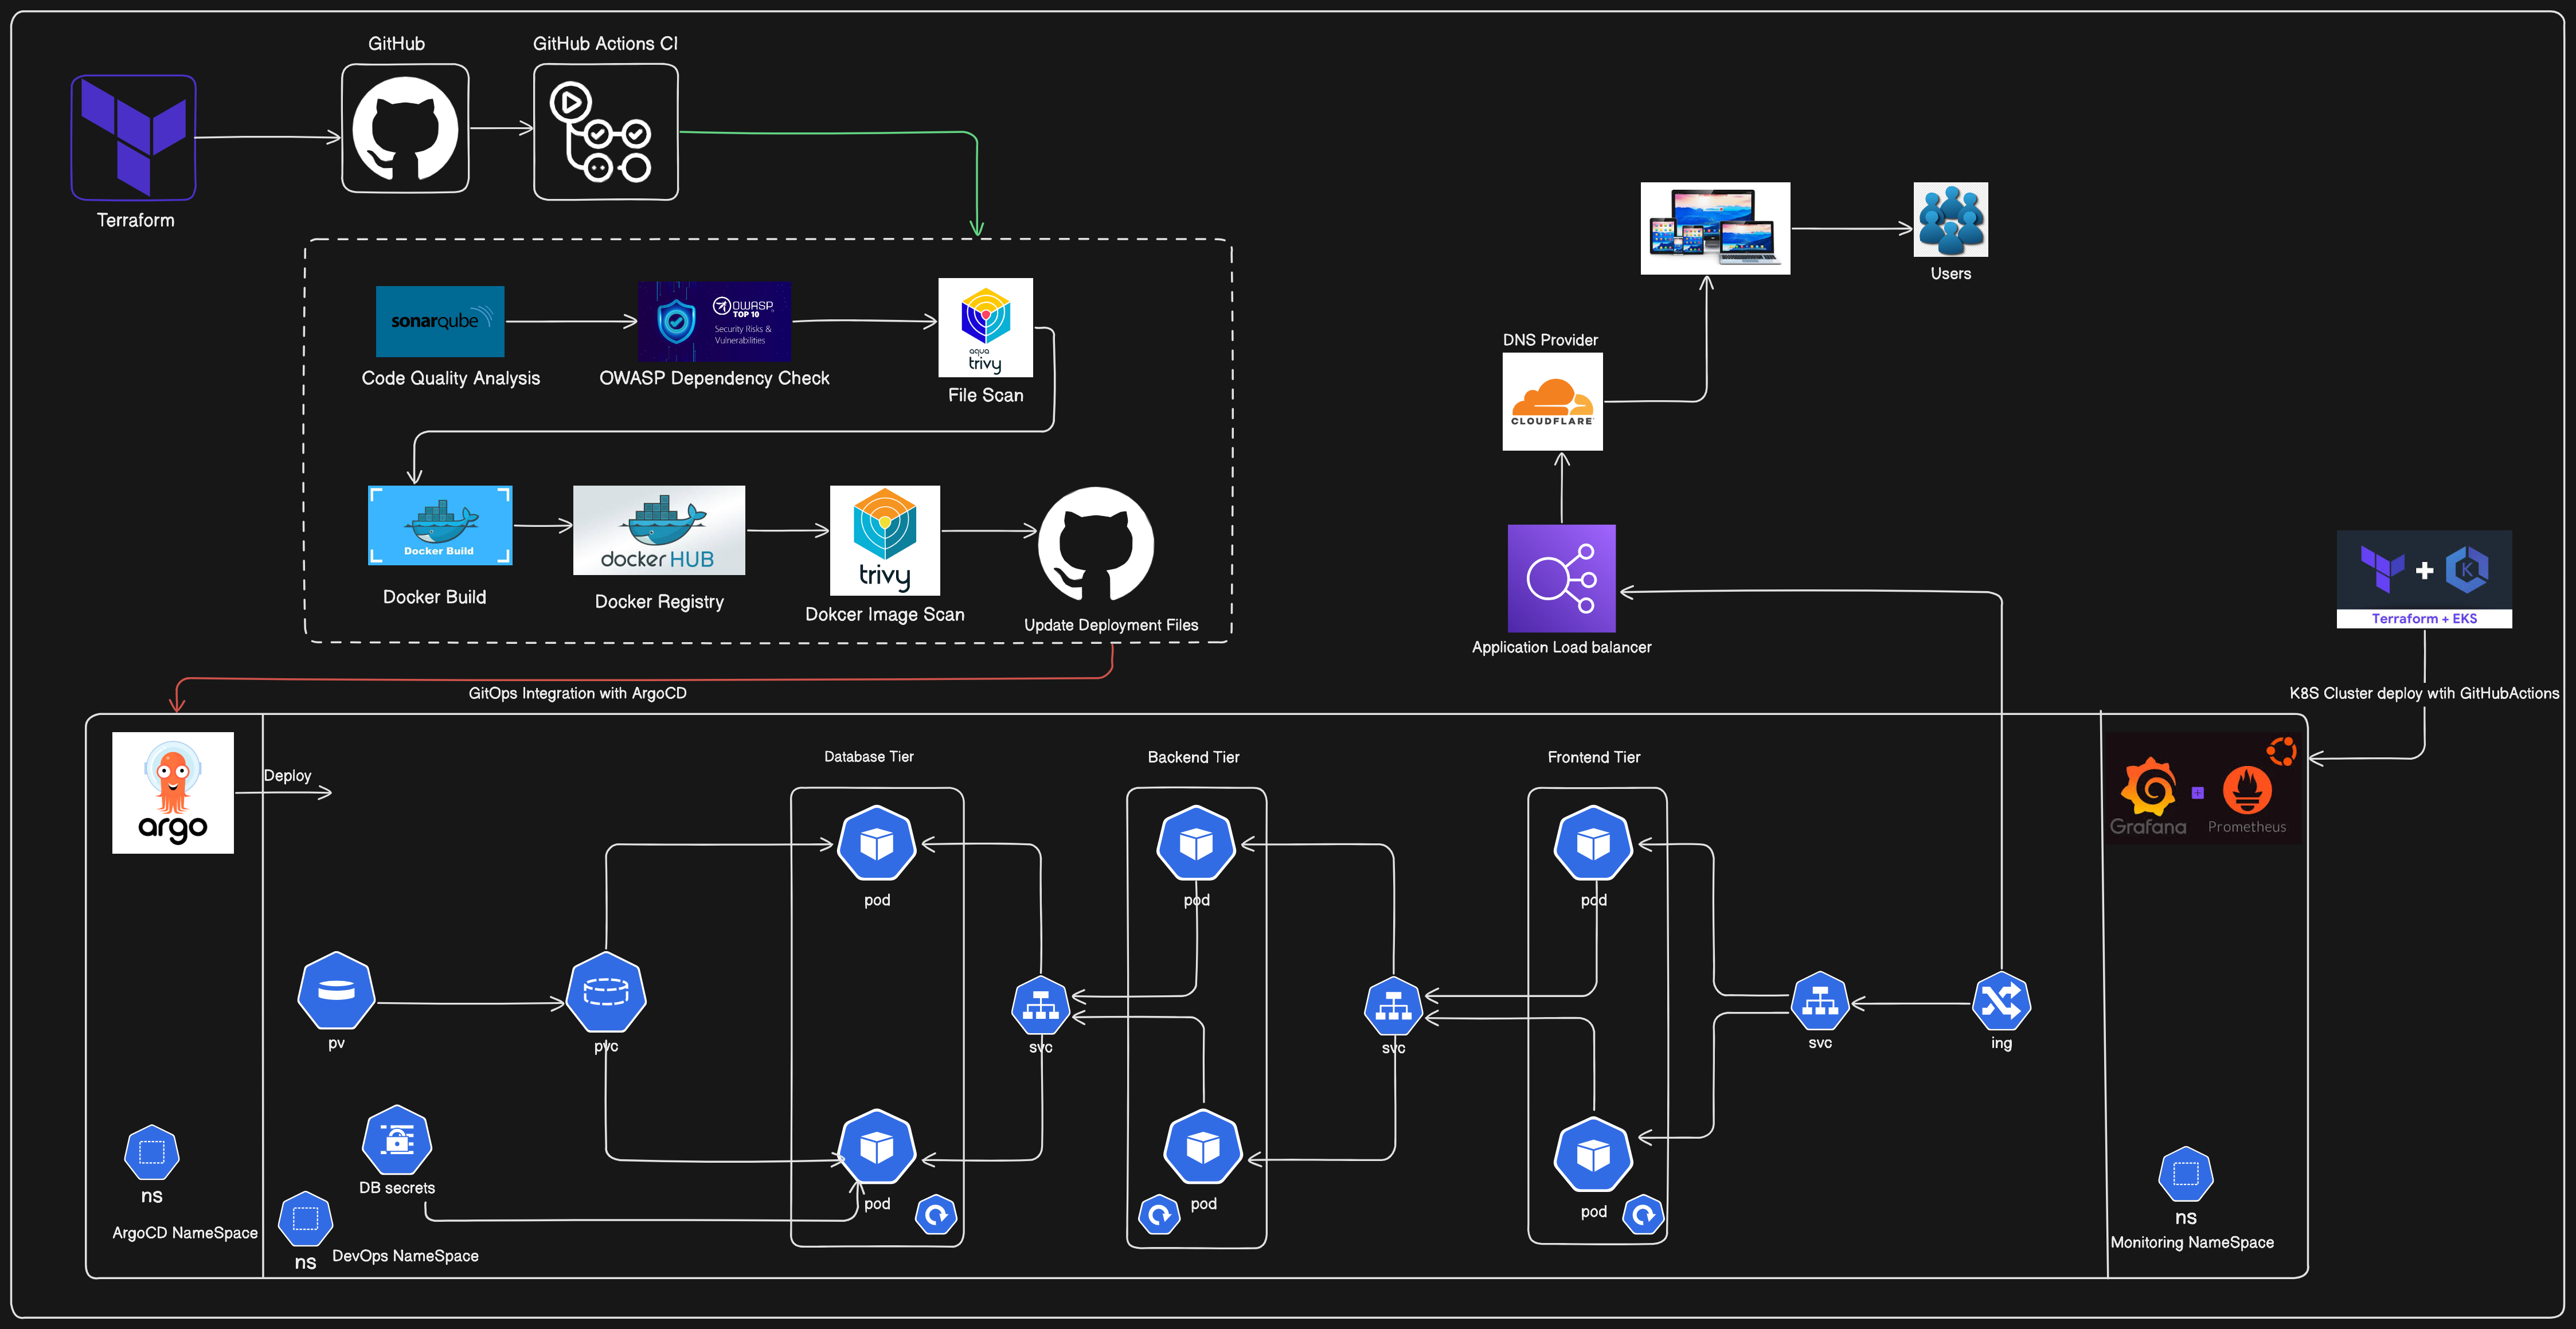 GitHub
GitHub Actions CI
Terraform
sonarqube
Code Quality Analysis
OWASP
TOP 10
Security Risks &
Vulnerabilities
OWASP Dependency Check
aqua
trivy
File Scan
Docker Build
Docker Build
docker HUB
Docker Registry
trivy
Dokcer Image Scan
Update Deployment Files
Users
DNS Provider
CLOUDFLARE
Application Load balancer
Terraform + EKS
K8S Cluster deploy wtih GitHubActions
GitOps Integration with ArgoCD
argo
Deploy
Database Tier
Backend Tier
Frontend Tier
Grafana
Prometheus
pod
pod
pod
pv
pvc
svc
svc
svc
ing
DB secrets
pod
pod
pod
ns
ArgoCD NameSpace
ns
DevOps NameSpace
ns
Monitoring NameSpace